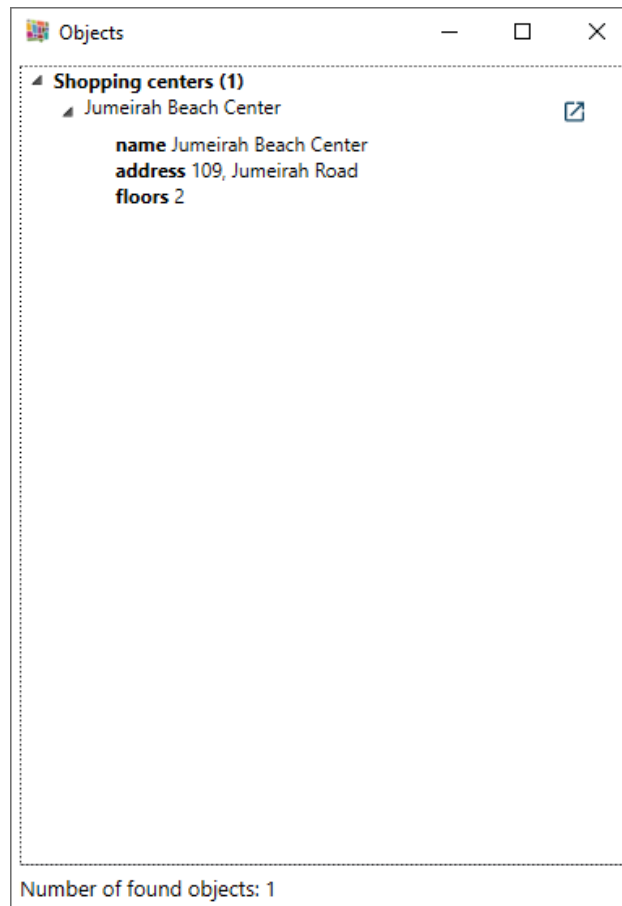 Objects
Shopping centers (1)
Jumeirah Beach Center
name Jumeirah Beach Center
address 109, Jumeirah Road
floors 2
Number of found objects: 1